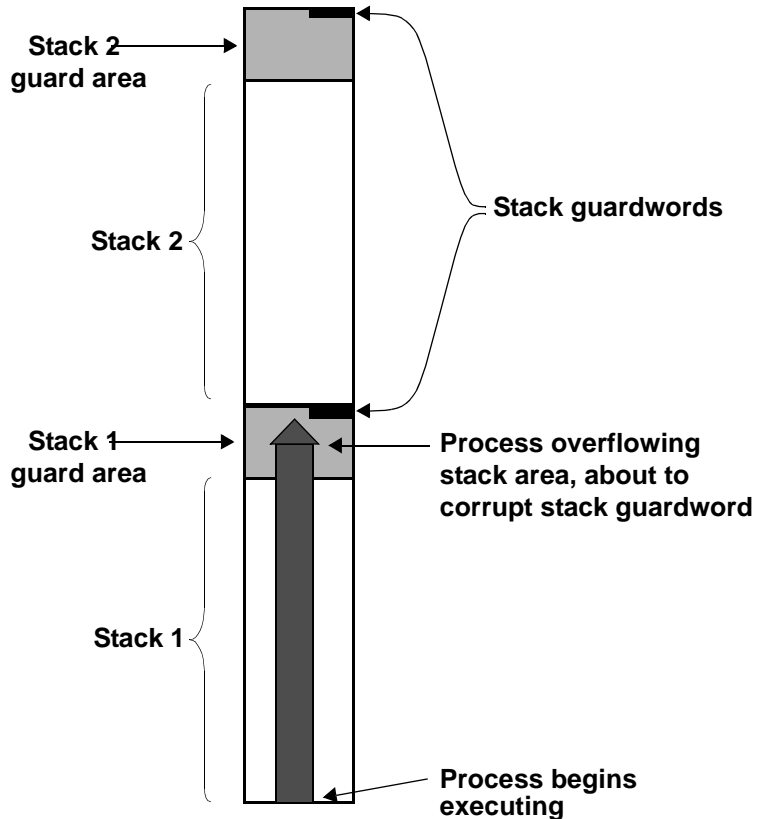 Stack 2
guard area
Stack 2
Stack guardwords
Stack 1
guard area
Process overflowing
stack area, about to
corrupt stack guardword
Stack 1
Process begins
executing